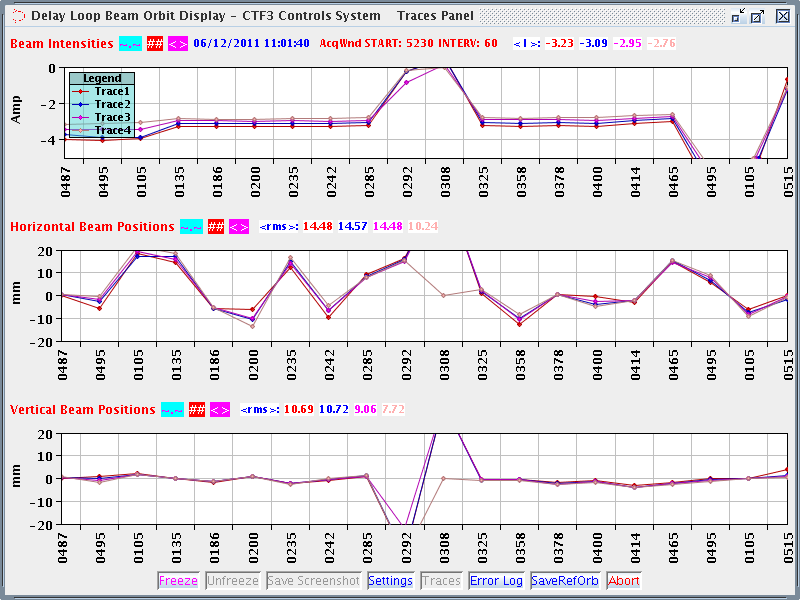 Delay Loop Beam Orbit Display - CTF3 Controls System Traces Panel
Beam Intensities ~.~ ## <> 06/12/2011 11:01:40 AcqWnd START: 5230 INTERV: 60 <I>: -3.23 -3.09 -2.95 -2.76
Legend
Trace1
Trace2
Trace3
Trace4
Amp
0
-2
-4
0487 0495 0105 0135 0186 0200 0235 0242 0285 0292 0308 0325 0358 0378 0400 0414 0465 0495 0105 0515
Horizontal Beam Positions ~.~ ## <> <rms>: 14.48 14.57 14.48 10.24
mm
20
10
0
-10
-20
0487 0495 0105 0135 0186 0200 0235 0242 0285 0292 0308 0325 0358 0378 0400 0414 0465 0495 0105 0515
Vertical Beam Positions ~.~ ## <> <rms>: 10.69 10.72 9.06 7.72
mm
20
10
0
-10
-20
0487 0495 0105 0135 0186 0200 0235 0242 0285 0292 0308 0325 0358 0378 0400 0414 0465 0495 0105 0515
Freeze Unfreeze Save Screenshot Settings Traces Error Log SaveRefOrb Abort